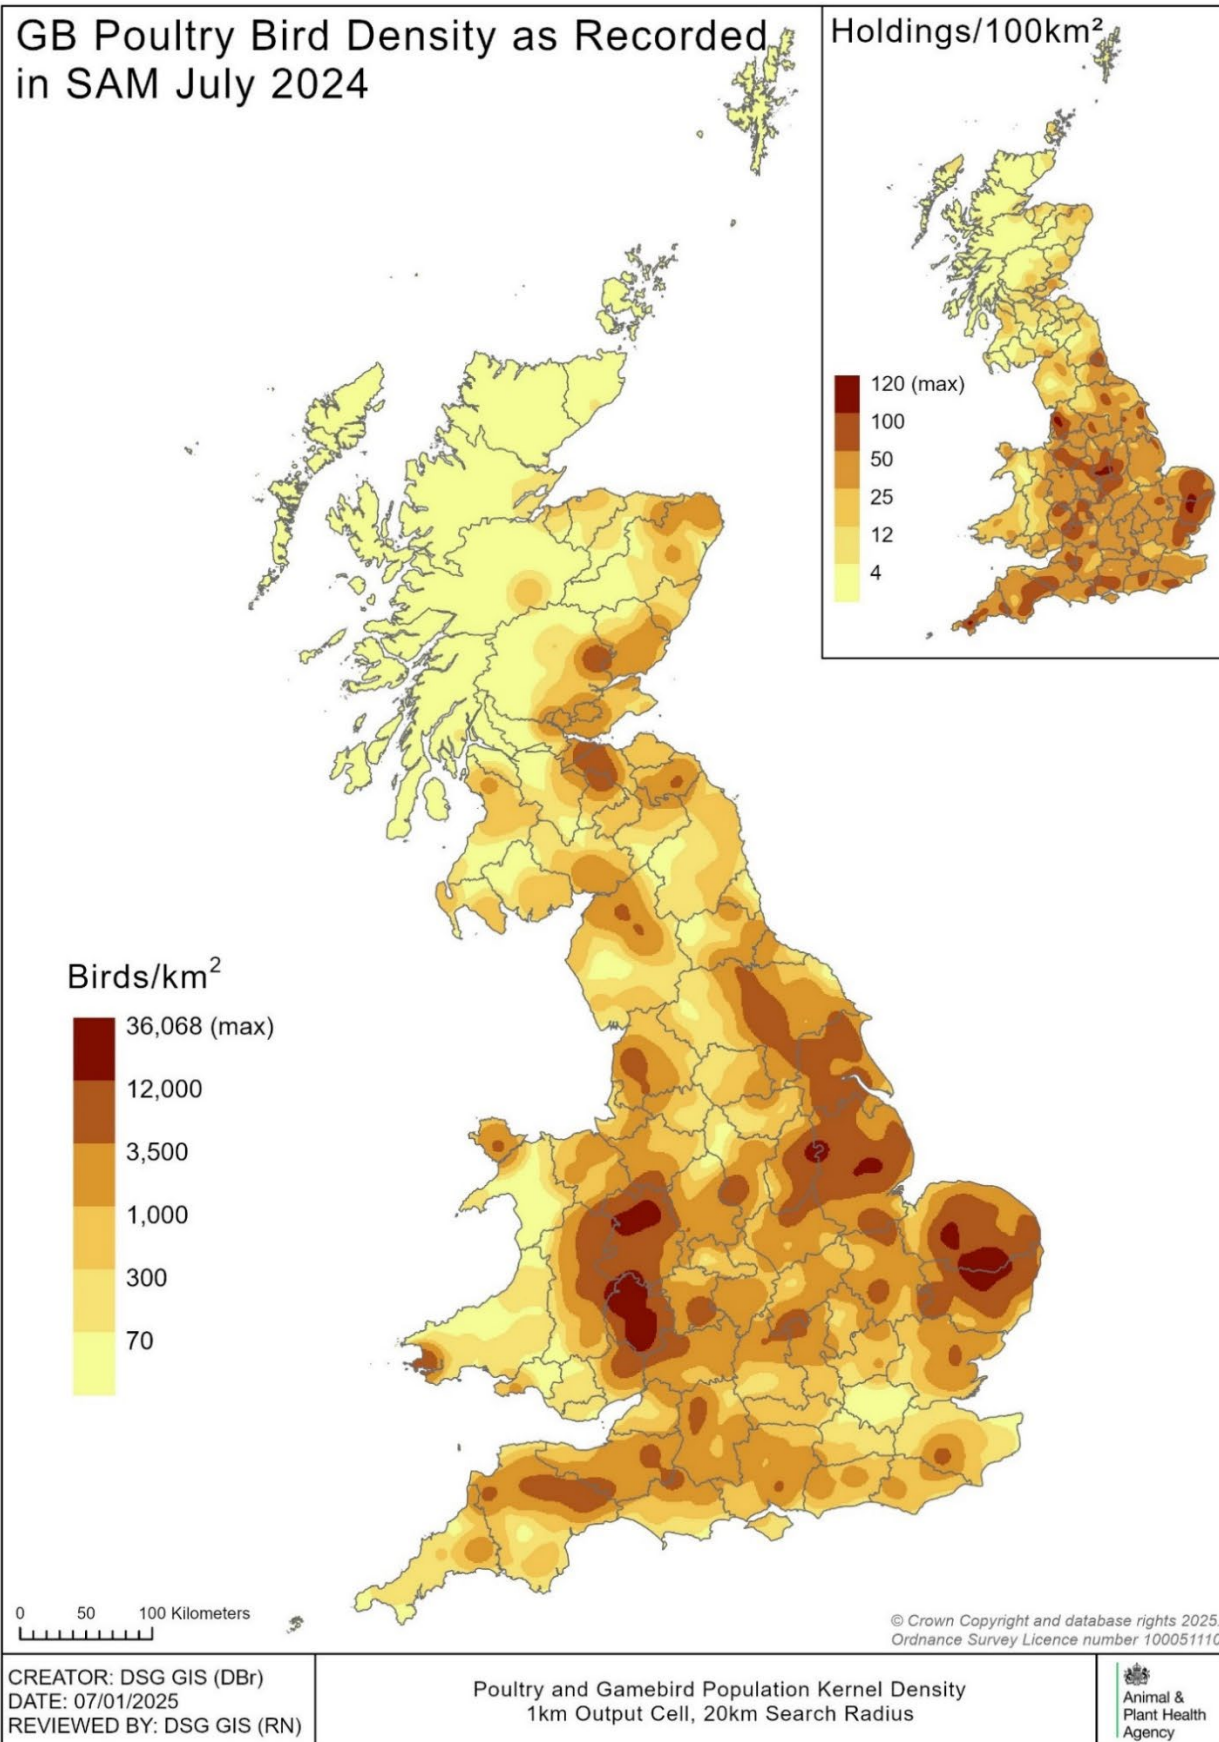 GB Poultry Bird Density as Recorded
in SAM July 2024
Holdings/100km²
120 (max)
100
50
25
12
4
Birds/km²
36,068 (max)
12,000
3,500
1,000
300
70
0 50 100 Kilometers
© Crown Copyright and database rights 2025.
Ordnance Survey Licence number 100051110
CREATOR: DSG GIS (DBr)
DATE: 07/01/2025
REVIEWED BY: DSG GIS (RN)
Poultry and Gamebird Population Kernel Density
1km Output Cell, 20km Search Radius
Animal &
Plant Health
Agency